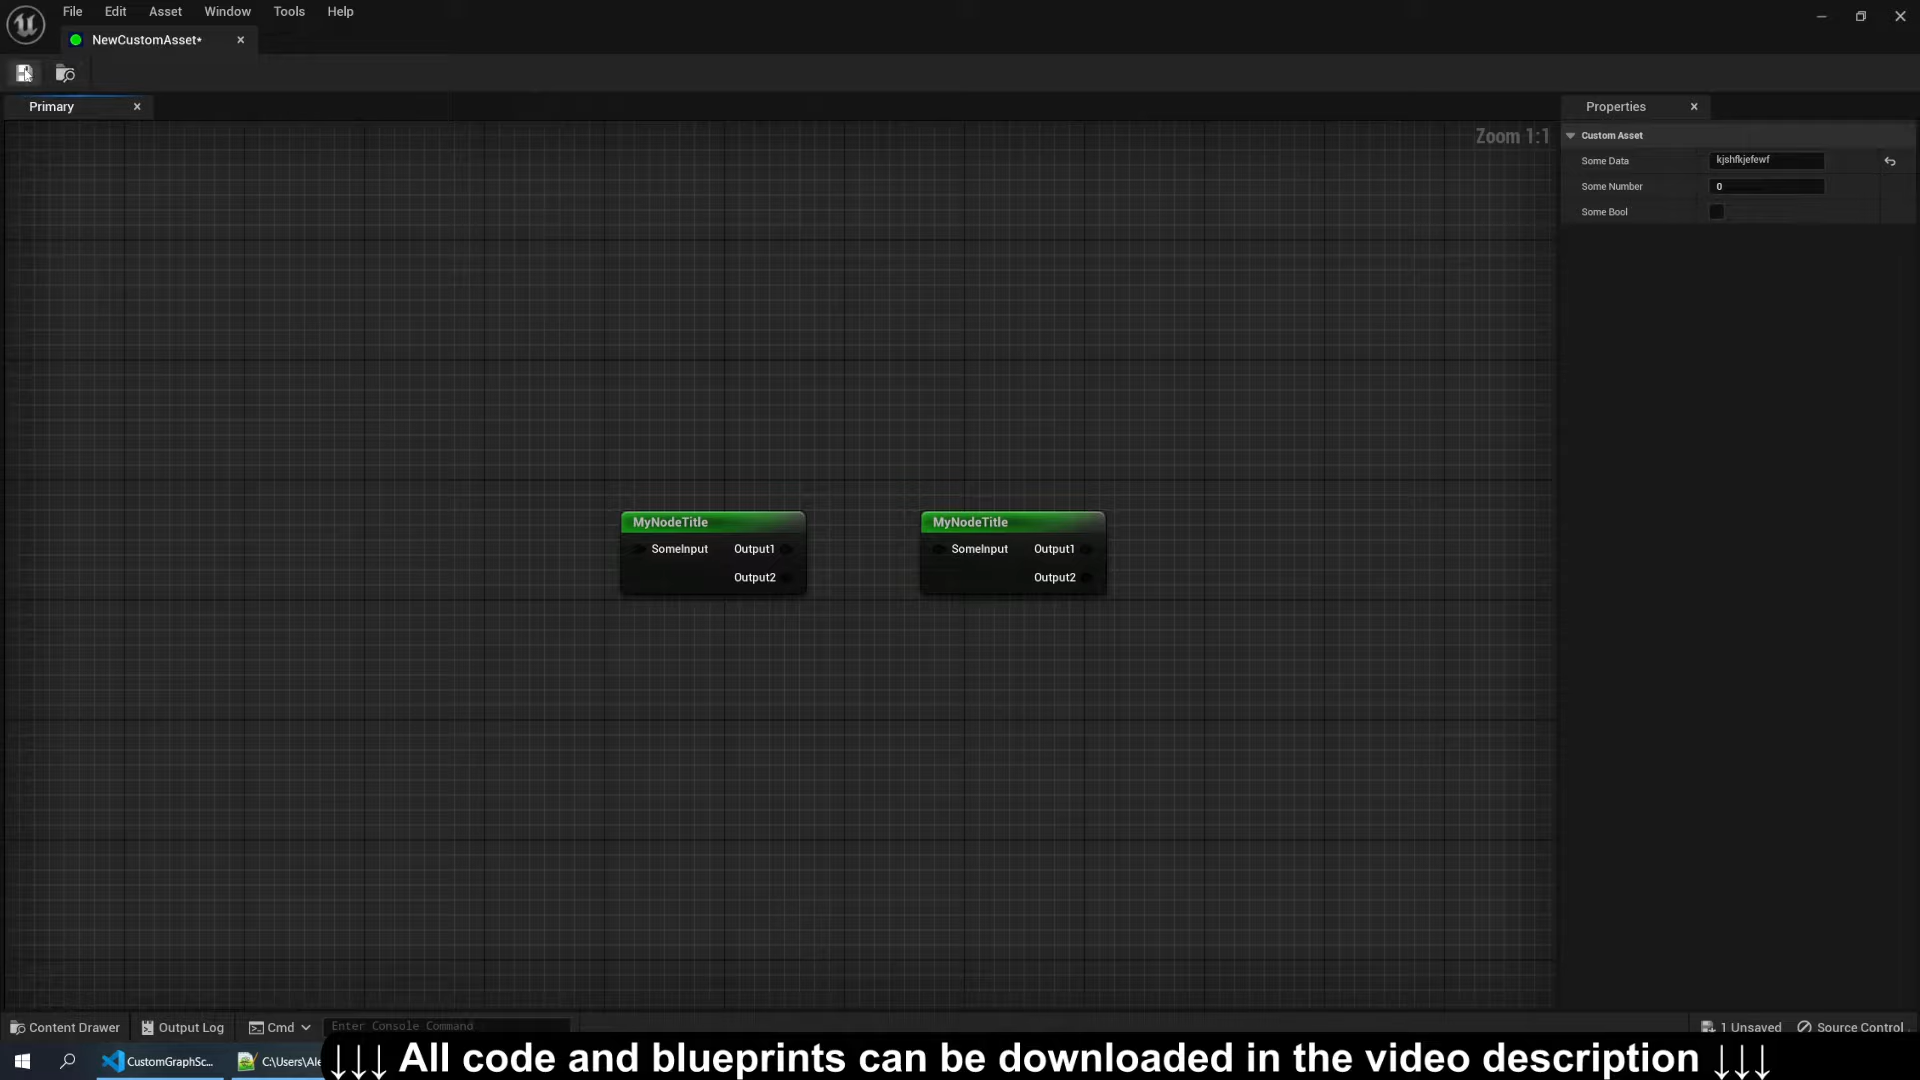 File Edit Asset Window Tools Help
NewCustomAsset*
Primary
Properties
Zoom 1:1
Custom Asset
Some Data kjshfkjefewf
Some Number 0
Some Bool
MyNodeTitle
SomeInput Output1
Output2
MyNodeTitle
SomeInput Output1
Output2
Content Drawer Output Log Cmd Enter Console Command
1 Unsaved Source Control
CustomGraphSc... C:\Users\Ale
↓↓↓ All code and blueprints can be downloaded in the video description ↓↓↓